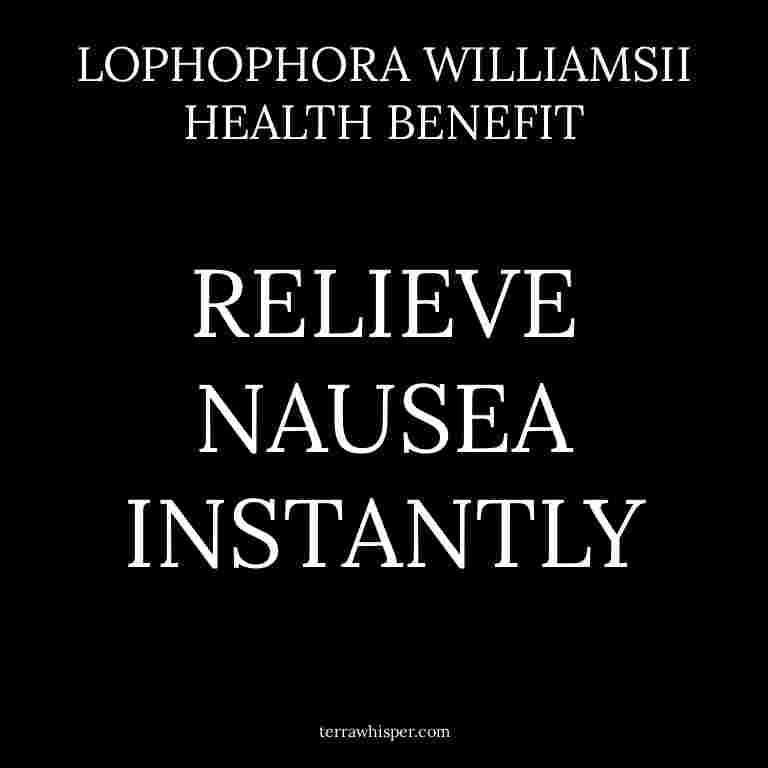 LOPHOPHORA WILLIAMSII
HEALTH BENEFIT
RELIEVE
NAUSEA
INSTANTLY
terrawhisper.com